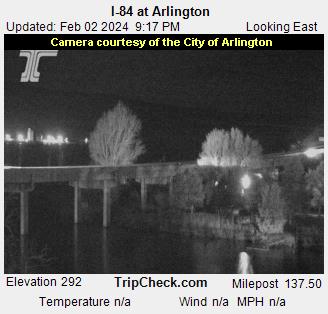 I-84 at Arlington
Updated: Feb 02 2024 9:17 PM Looking East
Camera courtesy of the City of Arlington
Elevation 292 TripCheck.com Milepost 137.50
Temperature n/a Wind n/a MPH n/a